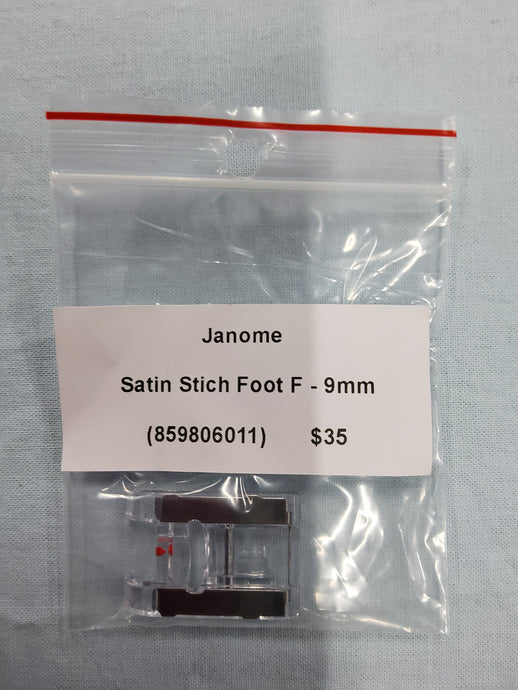 Janome
Satin Stich Foot F - 9mm
(859806011) $35